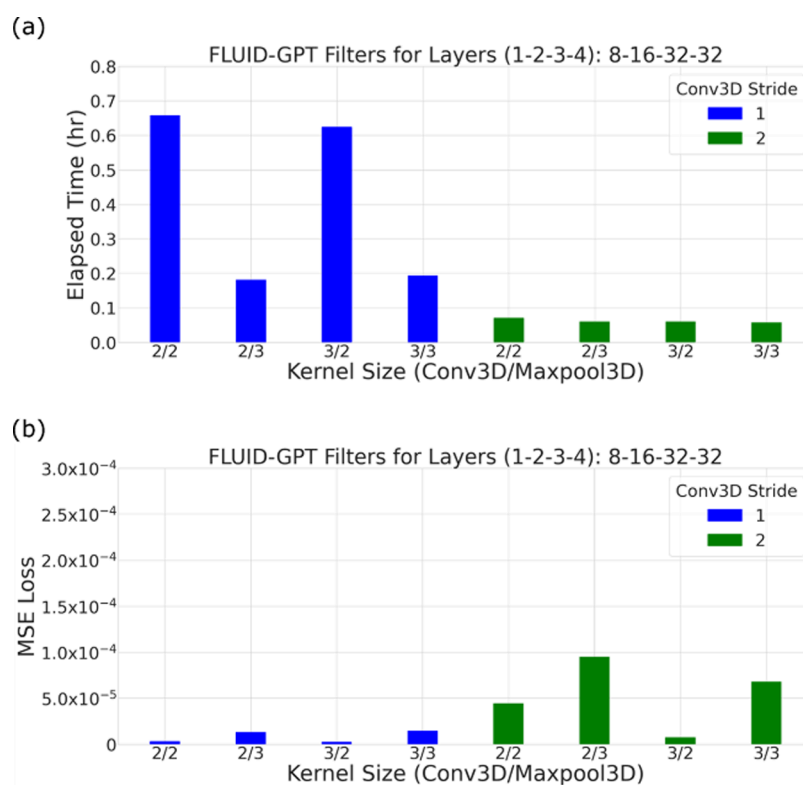 (a)
FLUID-GPT Filters for Layers (1-2-3-4): 8-16-32-32
Elapsed Time (hr)
0.8
0.7
0.6
0.5
0.4
0.3
0.2
0.1
0.0
Conv3D Stride
1
2
2/2 2/3 3/2 3/3 2/2 2/3 3/2 3/3
Kernel Size (Conv3D/Maxpool3D)
(b)
FLUID-GPT Filters for Layers (1-2-3-4): 8-16-32-32
MSE Loss
3.0x10⁻⁴
2.5x10⁻⁴
2.0x10⁻⁴
1.5x10⁻⁴
1.0x10⁻⁴
5.0x10⁻⁵
0
Conv3D Stride
1
2
2/2 2/3 3/2 3/3 2/2 2/3 3/2 3/3
Kernel Size (Conv3D/Maxpool3D)